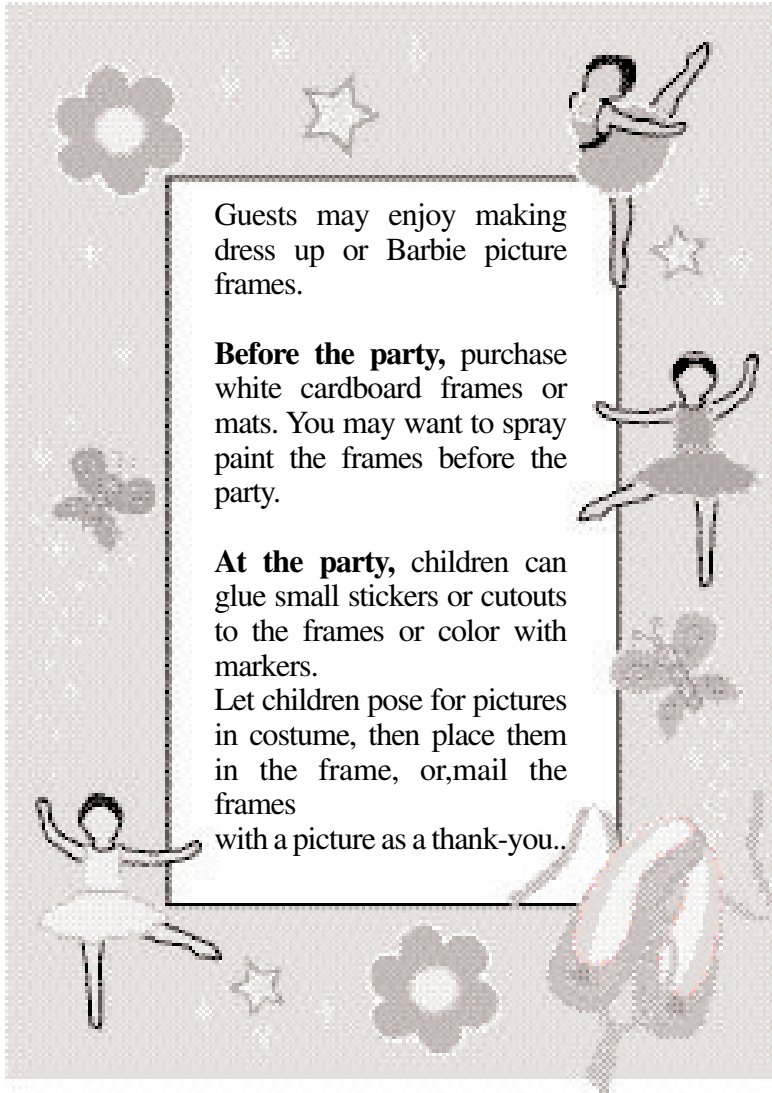 Guests may enjoy making
dress up or Barbie picture
frames.
Before the party, purchase
white cardboard frames or
mats. You may want to spray
paint the frames before the
party.
At the party, children can
glue small stickers or cutouts
to the frames or color with
markers.
Let children pose for pictures
in costume, then place them
in the frame, or,mail the
frames
with a picture as a thank-you..